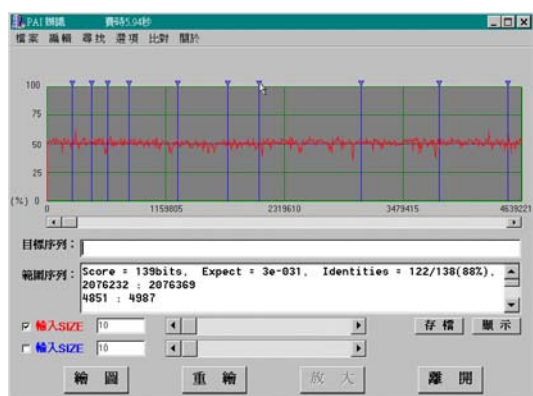 PAI 辨識 費時5.94秒
檔案 編輯 尋找 選項 比對 關於
100
75
50
25
(%) 0
0 1159805 2319610 3479415 4639221
目標序列：
範圍序列：
Score = 139bits, Expect = 3e-031, Identities = 122/138(88%),
2076232 : 2076369
4851 : 4987
輸入SIZE 10 存檔 顯示
輸入SIZE 10
繪圖 重繪 放大 離開